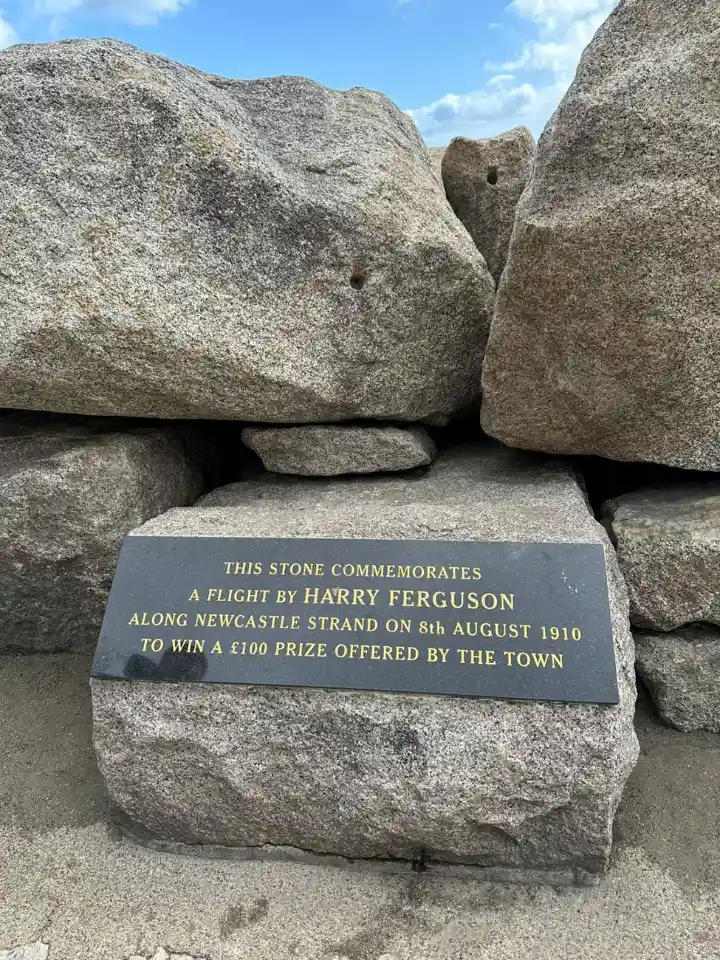 THIS STONE COMMEMORATES
A FLIGHT BY HARRY FERGUSON
ALONG NEWCASTLE STRAND ON 8th AUGUST 1910
TO WIN A £100 PRIZE OFFERED BY THE TOWN